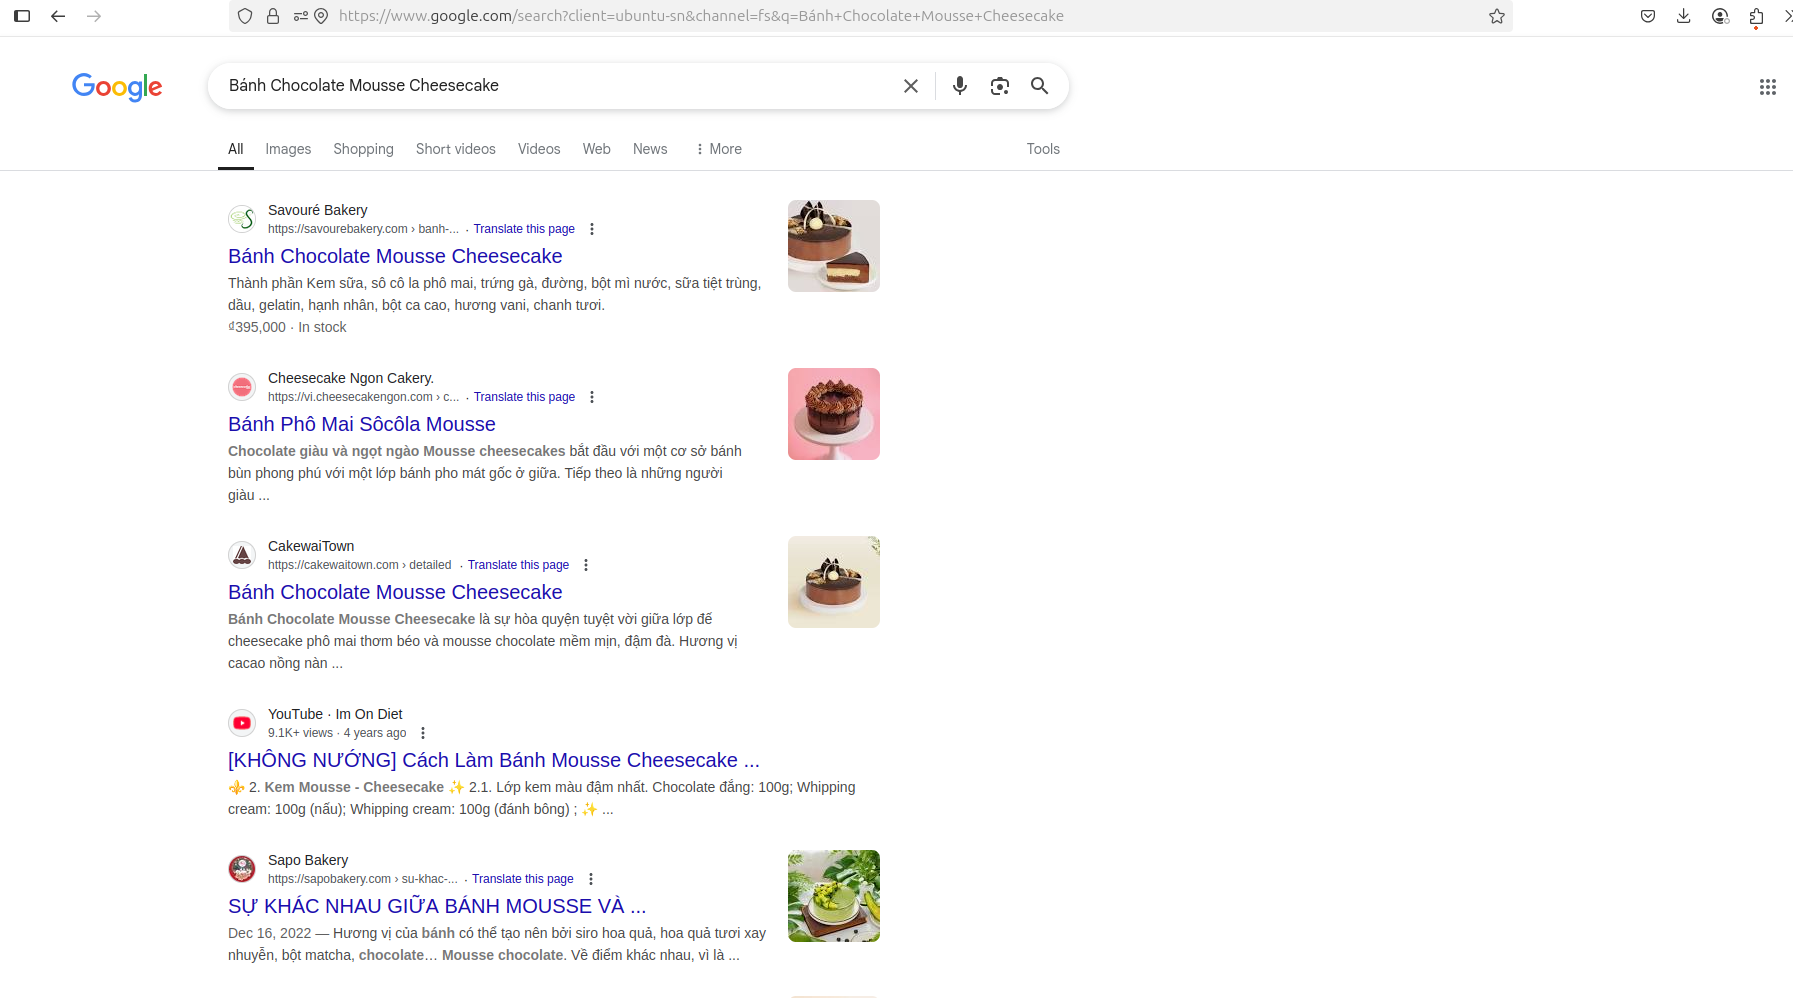 https://www.google.com/search?client=ubuntu-sn&channel=fs&q=Bánh+Chocolate+Mousse+Cheesecake
Google
Bánh Chocolate Mousse Cheesecake
All Images Shopping Short videos Videos Web News More Tools
Savouré Bakery
https://savourebakery.com › banh-... · Translate this page
Bánh Chocolate Mousse Cheesecake
Thành phần Kem sữa, sô cô la phô mai, trứng gà, đường, bột mì nước, sữa tiệt trùng,
dầu, gelatin, hạnh nhân, bột ca cao, hương vani, chanh tươi.
₫395,000 · In stock
Cheesecake Ngon Cakery.
https://vi.cheesecakengon.com › c... · Translate this page
Bánh Phô Mai Sôcôla Mousse
Chocolate giàu và ngọt ngào Mousse cheesecakes bắt đầu với một cơ sở bánh
bùn phong phú với một lớp bánh pho mát gốc ở giữa. Tiếp theo là những người
giàu ...
CakewaiTown
https://cakewaitown.com › detailed · Translate this page
Bánh Chocolate Mousse Cheesecake
Bánh Chocolate Mousse Cheesecake là sự hòa quyện tuyệt vời giữa lớp đế
cheesecake phô mai thơm béo và mousse chocolate mềm mịn, đậm đà. Hương vị
cacao nồng nàn ...
YouTube · Im On Diet
9.1K+ views · 4 years ago
[KHÔNG NƯỚNG] Cách Làm Bánh Mousse Cheesecake ...
⚜️ 2. Kem Mousse - Cheesecake ✨ 2.1. Lớp kem màu đậm nhất. Chocolate đắng: 100g; Whipping
cream: 100g (nấu); Whipping cream: 100g (đánh bông) ; ✨ ...
Sapo Bakery
https://sapobakery.com › su-khac-... · Translate this page
SỰ KHÁC NHAU GIỮA BÁNH MOUSSE VÀ ...
Dec 16, 2022 — Hương vị của bánh có thể tạo nên bởi siro hoa quả, hoa quả tươi xay
nhuyễn, bột matcha, chocolate… Mousse chocolate. Về điểm khác nhau, vì là ...